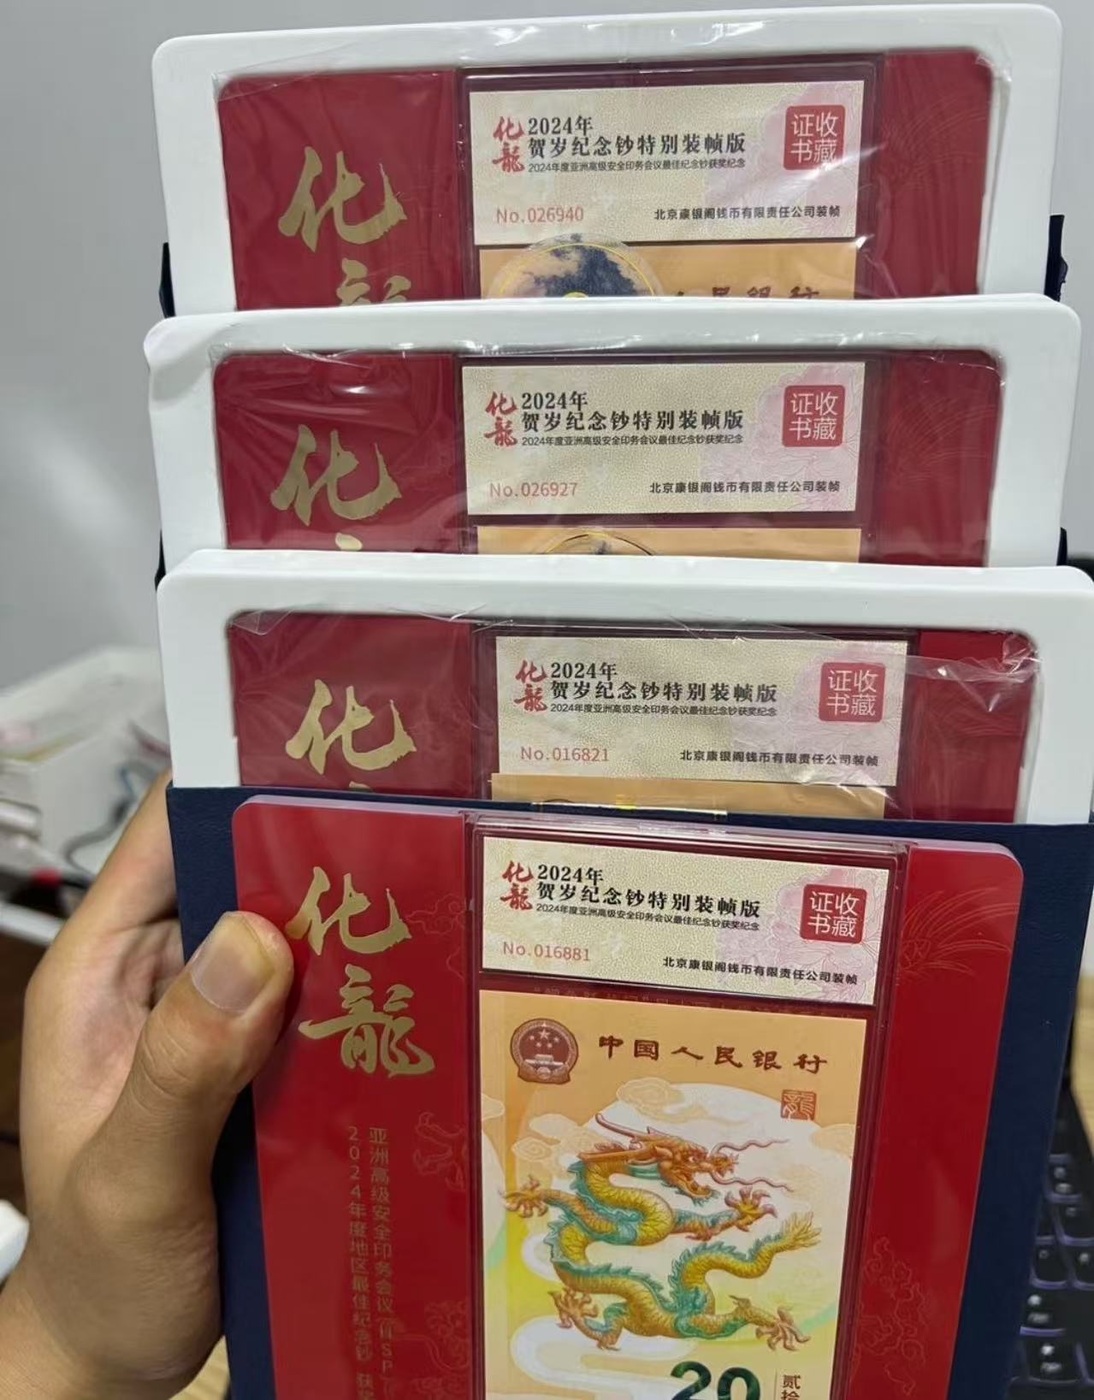 化龍
化龍
2024年
贺岁纪念钞特别装帧版
2024年度亚洲高级安全印务会议最佳纪念钞获奖纪念
收藏证书
No.026940
北京康银阁钱币有限责任公司装帧
人民银行
化
化龍
2024年
贺岁纪念钞特别装帧版
2024年度亚洲高级安全印务会议最佳纪念钞获奖纪念
收藏证书
No.026927
北京康银阁钱币有限责任公司装帧
化
化龍
2024年
贺岁纪念钞特别装帧版
2024年度亚洲高级安全印务会议最佳纪念钞获奖纪念
收藏证书
No.016821
北京康银阁钱币有限责任公司装帧
化龍
亚洲高级安全印务会议
2024年度地区最佳纪念钞 获奖
化龍
2024年
贺岁纪念钞特别装帧版
2024年度亚洲高级安全印务会议最佳纪念钞获奖纪念
收藏证书
No.016881
北京康银阁钱币有限责任公司装帧
中国人民银行
龍
20
贰拾